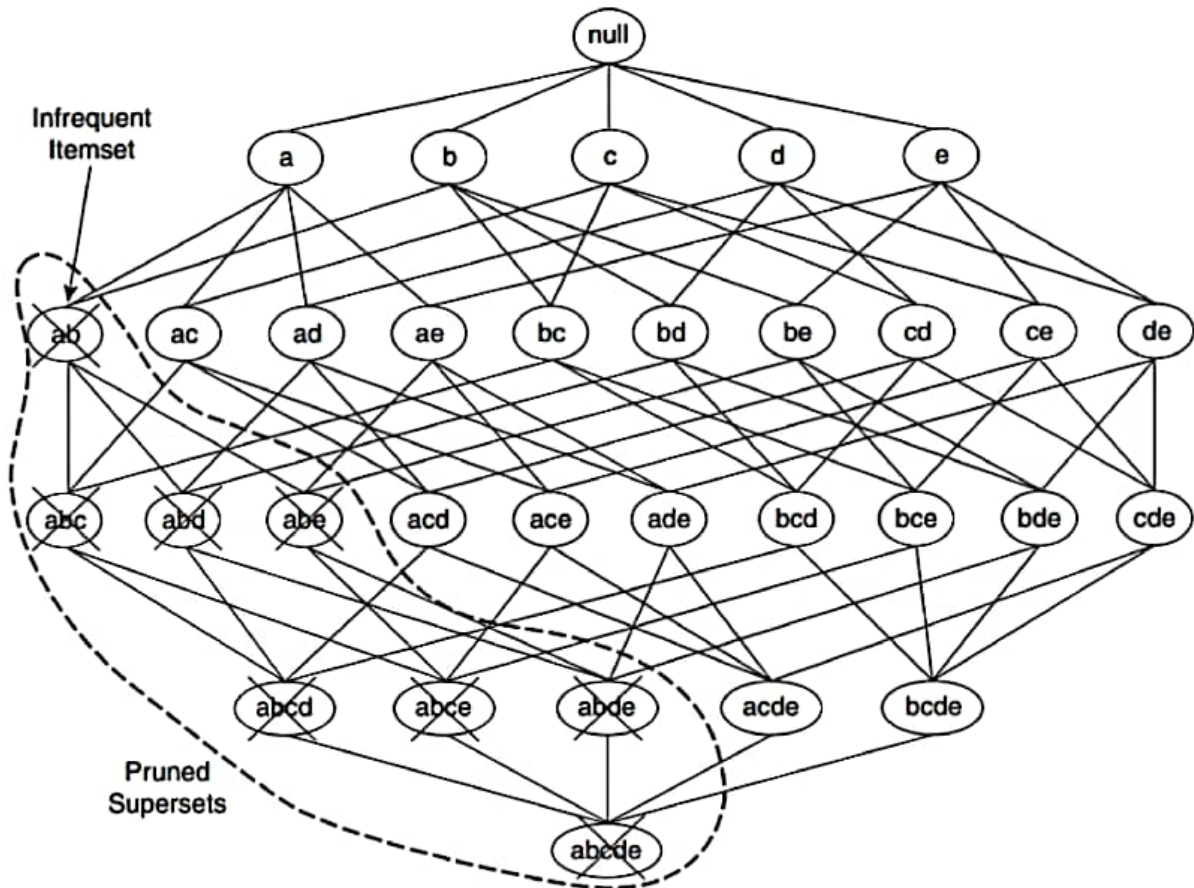 null
Infrequent
Itemset
a b c d e
ab ac ad ae bc bd be cd ce de
abc abd abe acd ace ade bcd bce bde cde
abcd abce abde acde bcde
Pruned
Supersets
abcde